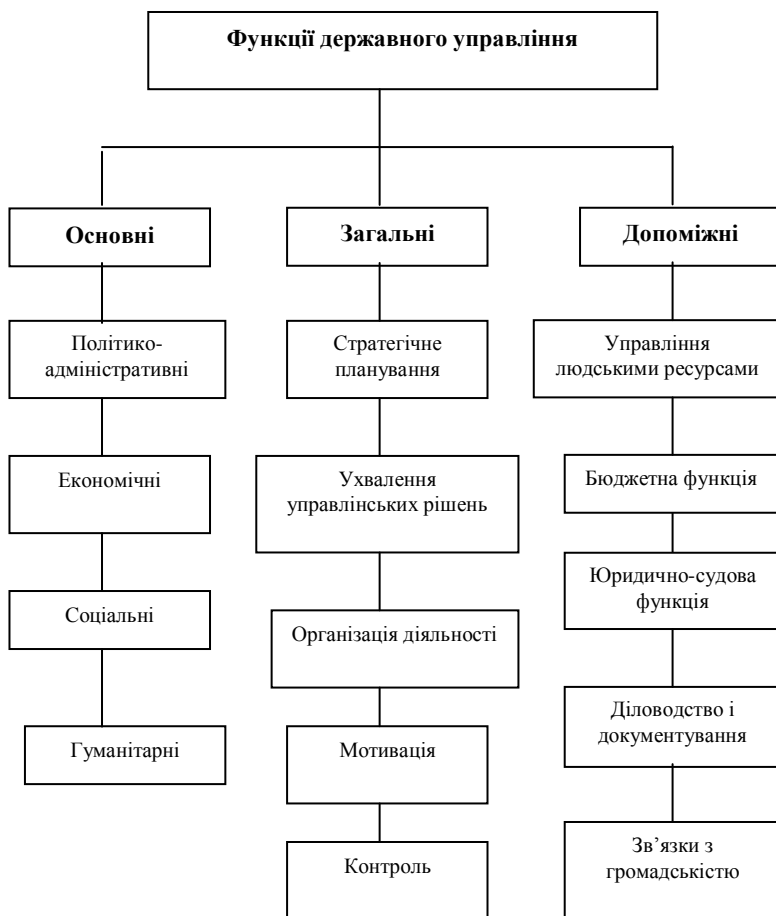 Функції державного управління
Основні
Загальні
Допоміжні
Політико-
адміністративні
Економічні
Соціальні
Гуманітарні
Стратегічне
планування
Ухвалення
управлінських рішень
Організація діяльності
Мотивація
Контроль
Управління
людськими ресурсами
Бюджетна функція
Юридично-судова
функція
Діловодство і
документування
Зв’язки з
громадськістю